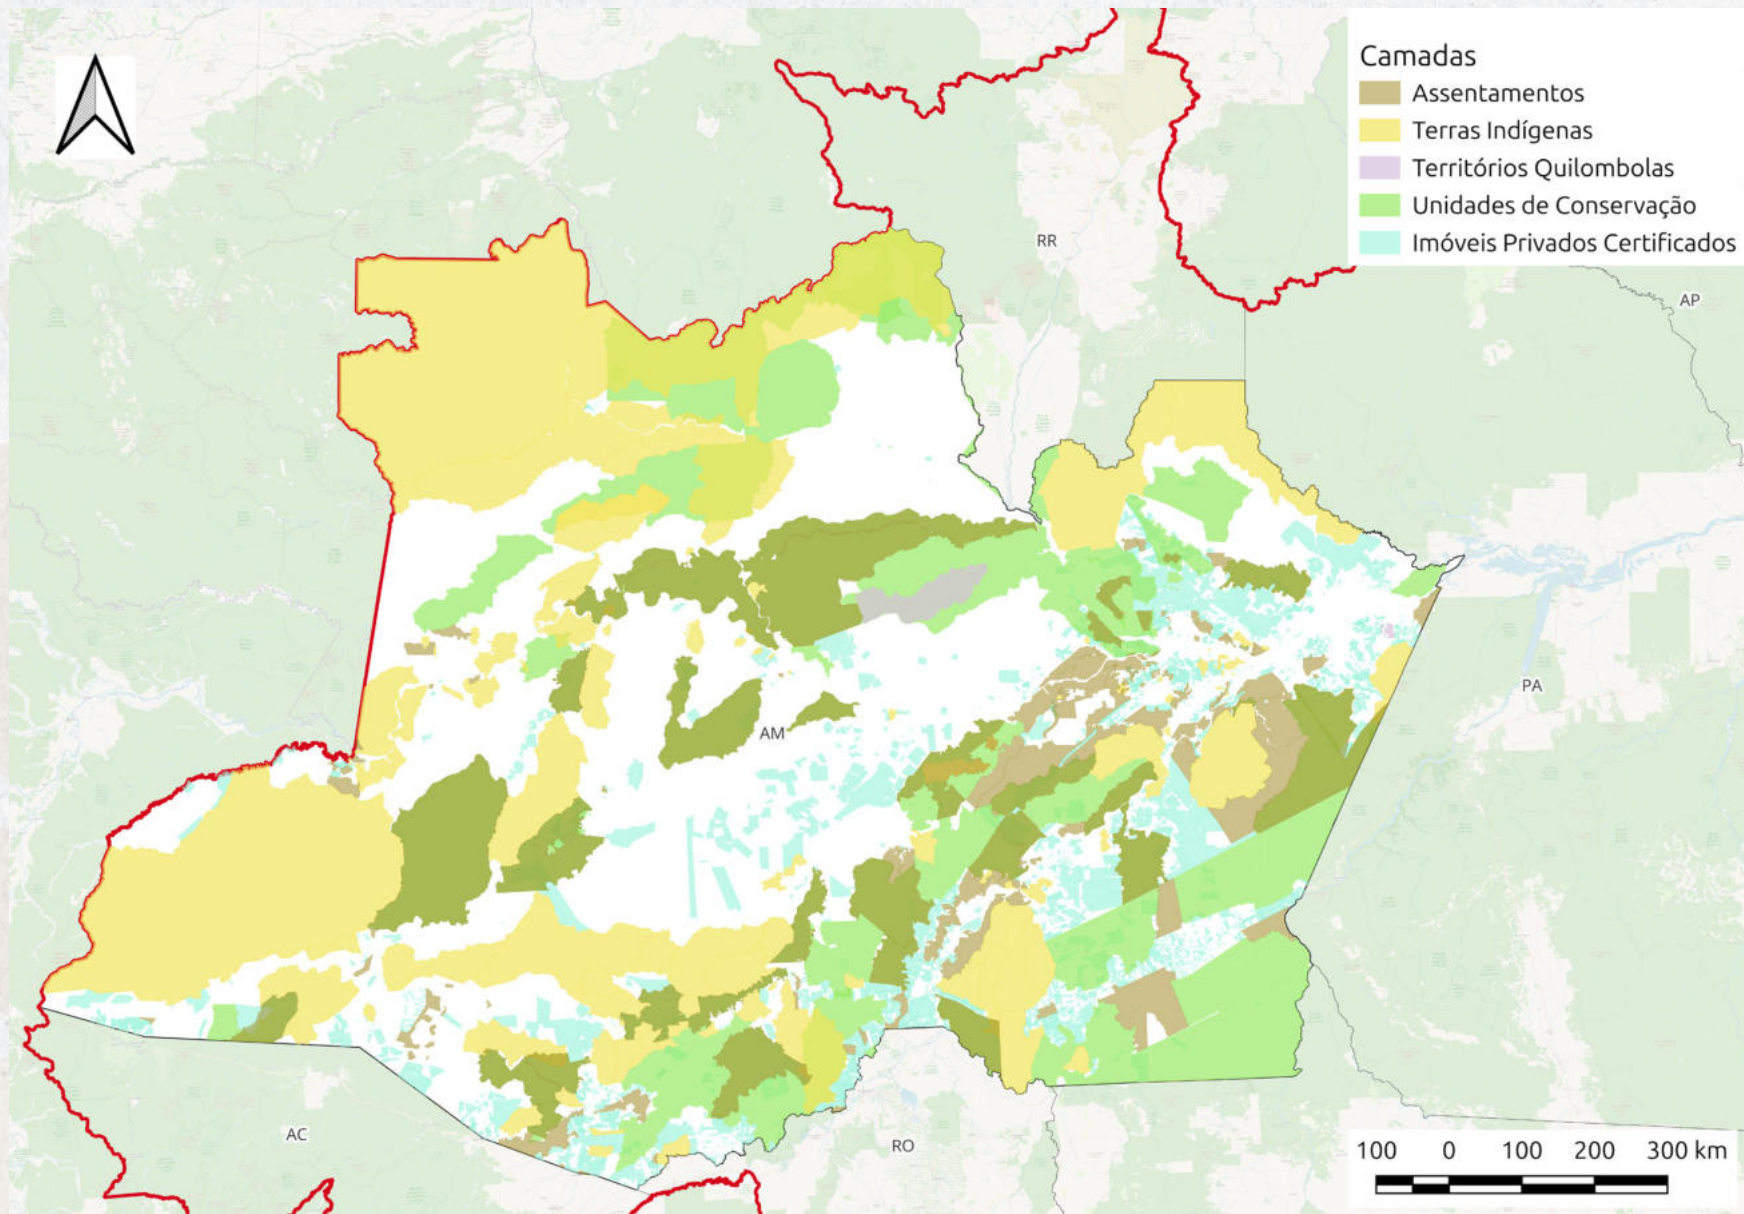 Camadas
Assentamentos
Terras Indígenas
Territórios Quilombolas
Unidades de Conservação
Imóveis Privados Certificados
RR
AP
PA
AM
AC
RO
100 0 100 200 300 km